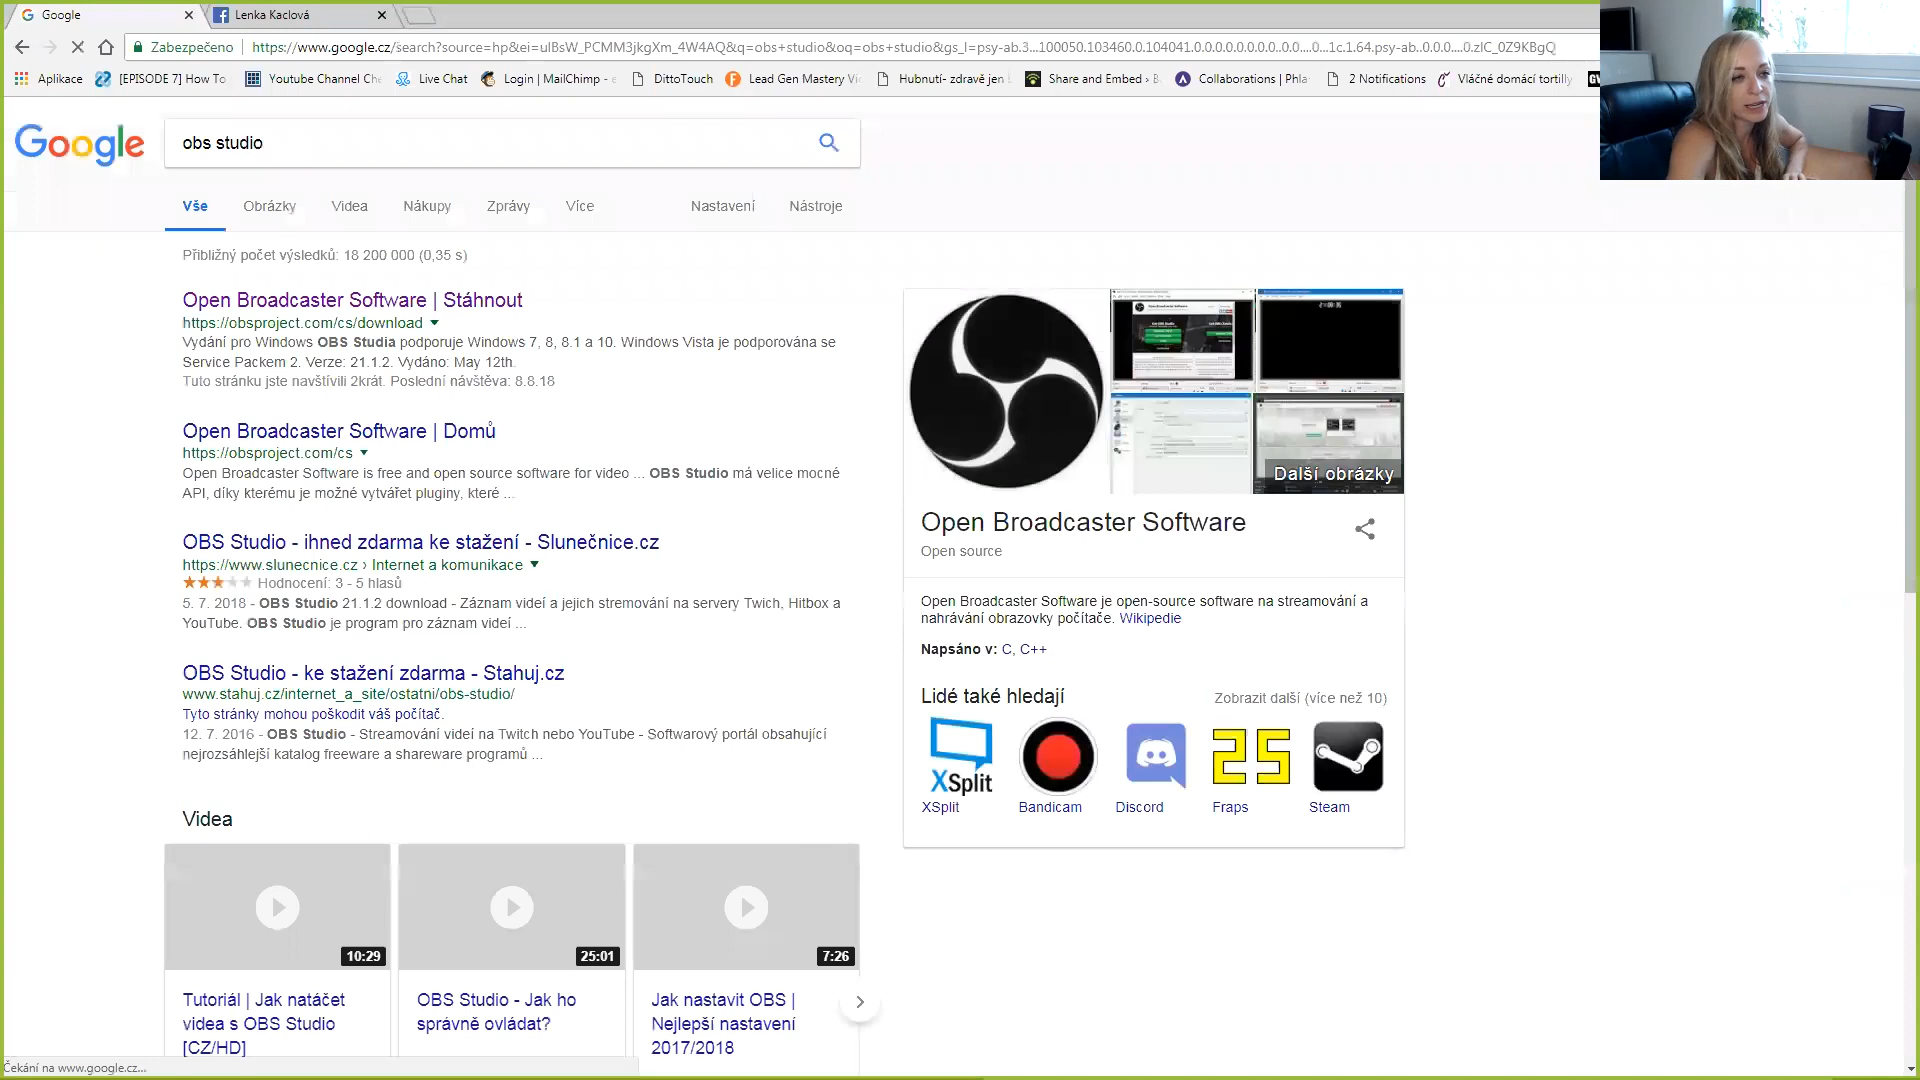 Google
Lenka Kaclová
Zabezpečeno
https://www.google.cz/search?source=hp&ei=uIBsW_PCMM3jkgXm_4W4AQ&q=obs+studio&oq=obs+studio&gs_l=psy-ab.3...100050.103460.0.104041.0.0.0.0.0.0.0.0..0.0....0...1c.1.64.psy-ab..0.0.0....0.zIC_0Z9KBgQ
Aplikace
[EPISODE 7] How To
Youtube Channel Che
Live Chat
Login | MailChimp -
DittoTouch
Lead Gen Mastery Vi
Hubnutí- zdravě jen
Share and Embed › B
Collaborations | Phla
2 Notifications
Vláčné domácí tortilly
Google
obs studio
Vše
Obrázky
Videa
Nákupy
Zprávy
Více
Nastavení
Nástroje
Přibližný počet výsledků: 18 200 000 (0,35 s)
Open Broadcaster Software | Stáhnout
https://obsproject.com/cs/download
Vydání pro Windows OBS Studia podporuje Windows 7, 8, 8.1 a 10. Windows Vista je podporována se
Service Packem 2. Verze: 21.1.2. Vydáno: May 12th.
Tuto stránku jste navštívili 2krát. Poslední návštěva: 8.8.18
Open Broadcaster Software | Domů
https://obsproject.com/cs
Open Broadcaster Software is free and open source software for video ... OBS Studio má velice mocné
API, díky kterému je možné vytvářet pluginy, které ...
OBS Studio - ihned zdarma ke stažení - Slunečnice.cz
https://www.slunecnice.cz › Internet a komunikace
Hodnocení: 3 - 5 hlasů
5. 7. 2018 - OBS Studio 21.1.2 download - Záznam videí a jejich stremování na servery Twich, Hitbox a
YouTube. OBS Studio je program pro záznam videí ...
OBS Studio - ke stažení zdarma - Stahuj.cz
www.stahuj.cz/internet_a_site/ostatni/obs-studio/
Tyto stránky mohou poškodit váš počítač.
12. 7. 2016 - OBS Studio - Streamování videí na Twitch nebo YouTube - Softwarový portál obsahující
nejrozsáhlejší katalog freeware a shareware programů ...
Videa
10:29
25:01
7:26
Tutoriál | Jak natáčet
videa s OBS Studio
[CZ/HD]
OBS Studio - Jak ho
správně ovládat?
Jak nastavit OBS |
Nejlepší nastavení
2017/2018
Další obrázky
Open Broadcaster Software
Open source
Open Broadcaster Software je open-source software na streamování a
nahrávání obrazovky počítače. Wikipedie
Napsáno v: C, C++
Lidé také hledají
Zobrazit další (více než 10)
XSplit
25
XSplit
Bandicam
Discord
Fraps
Steam
Čekání na www.google.cz...